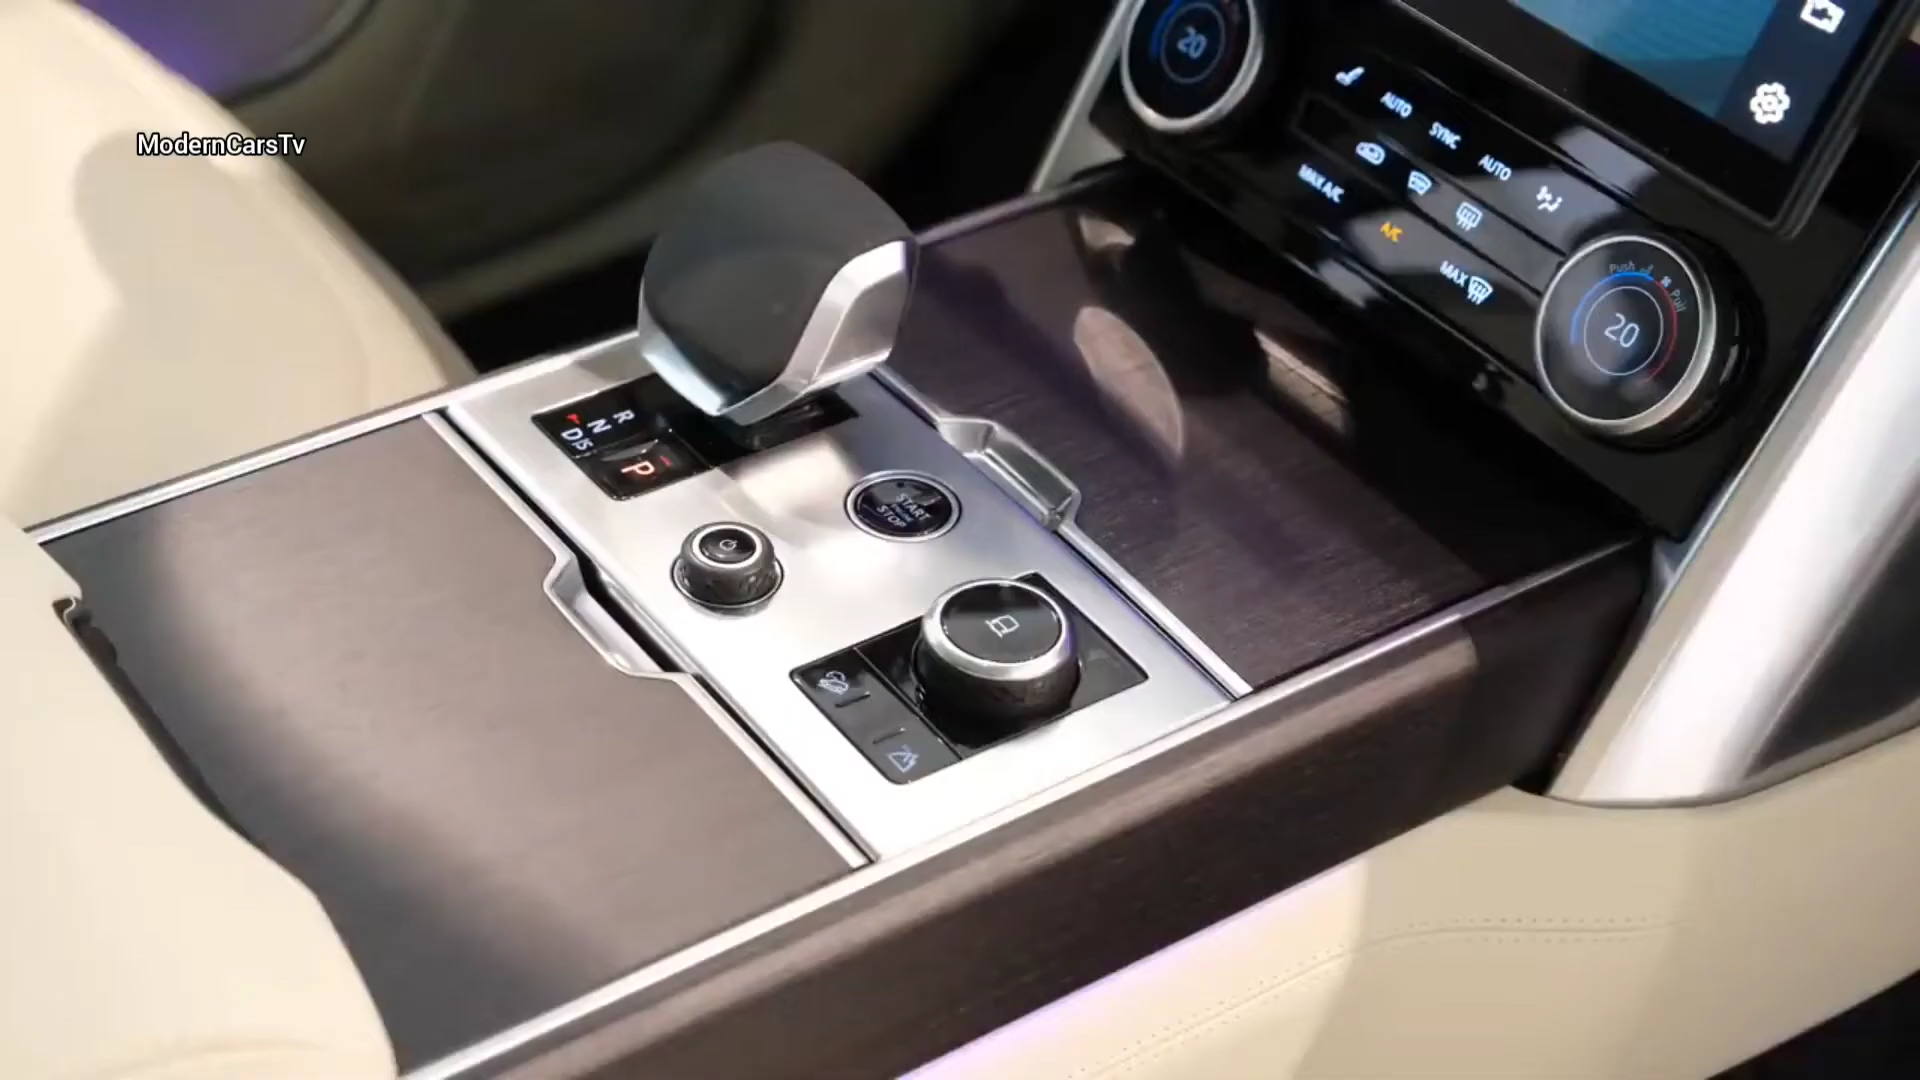 ModernCarsTv
20
AUTO
SYNC
AUTO
MAX A/C
A/C
MAX
Push
Pull
20
R
N
D/S
P
START
STOP